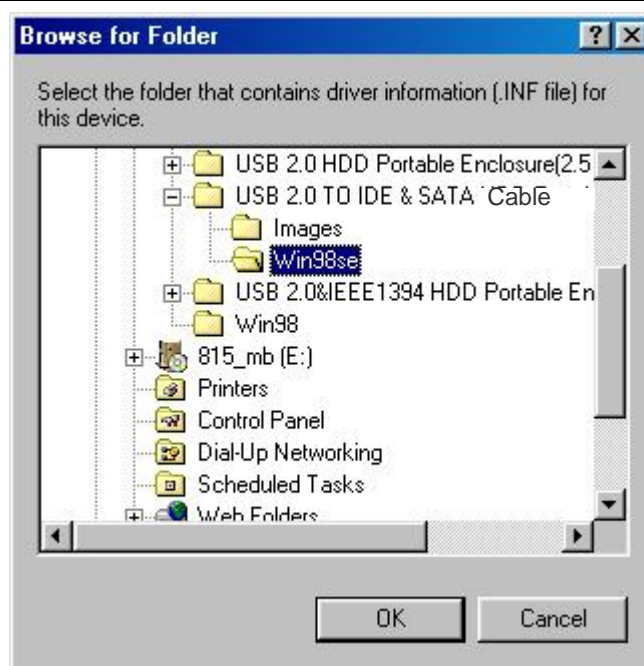 Browse for Folder
Select the folder that contains driver information (.INF file) for
this device.
USB 2.0 HDD Portable Enclosure(2.5
USB 2.0 TO IDE & SATA Cable
Images
Win98se
USB 2.0&IEEE1394 HDD Portable En
Win98
815_mb (E:)
Printers
Control Panel
Dial-Up Networking
Scheduled Tasks
Web Folders
OK Cancel